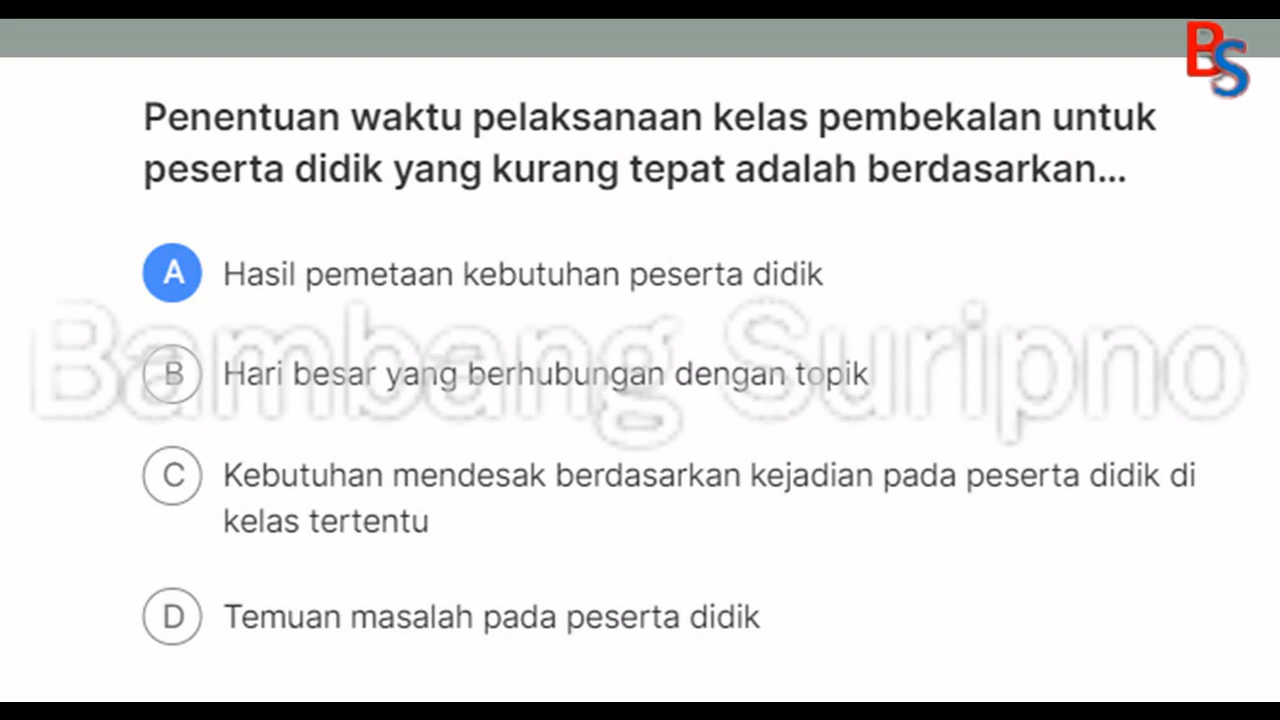 BS
Penentuan waktu pelaksanaan kelas pembekalan untuk
peserta didik yang kurang tepat adalah berdasarkan...
A Hasil pemetaan kebutuhan peserta didik
Bambang Suripno
B Hari besar yang berhubungan dengan topik
C Kebutuhan mendesak berdasarkan kejadian pada peserta didik di
kelas tertentu
D Temuan masalah pada peserta didik